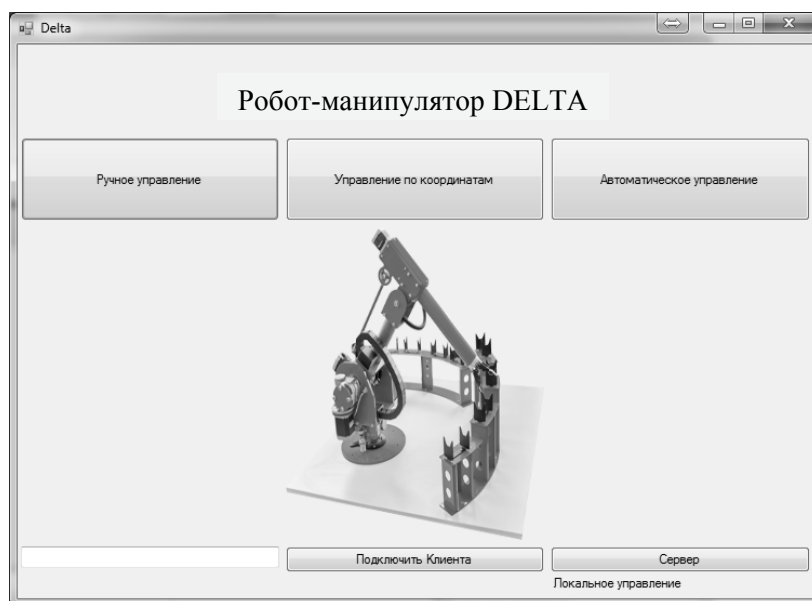 Delta
Робот-манипулятор DELTA
Ручное управление
Управление по координатам
Автоматическое управление
Подключить Клиента
Сервер
Локальное управление